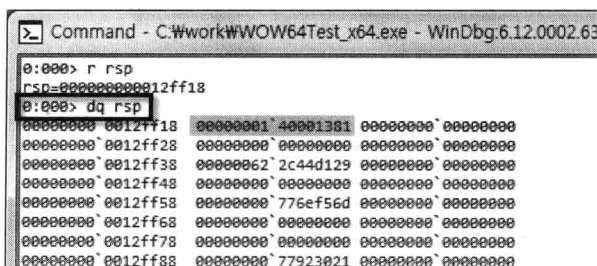 Command - C:₩work₩WOW64Test_x64.exe - WinDbg:6.12.0002.63
0:000> r rsp
rsp=000000000012ff18
0:000> dq rsp
00000000`0012ff18 00000001`40001381 00000000`00000000
00000000`0012ff28 00000000`00000000 00000000`00000000
00000000`0012ff38 00000062`2c44d129 00000000`00000000
00000000`0012ff48 00000000`00000000 00000000`00000000
00000000`0012ff58 00000000`776ef56d 00000000`00000000
00000000`0012ff68 00000000`00000000 00000000`00000000
00000000`0012ff78 00000000`00000000 00000000`00000000
00000000`0012ff88 00000000`77923021 00000000`00000000